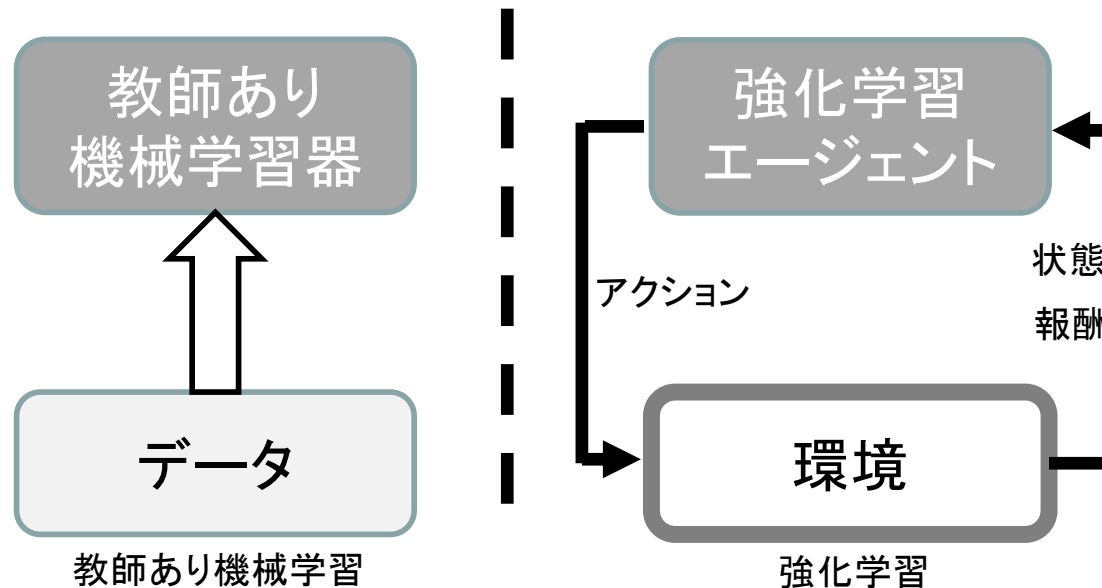 教師あり
機械学習器
データ
教師あり機械学習
強化学習
エージェント
アクション
状態
報酬
環境
強化学習